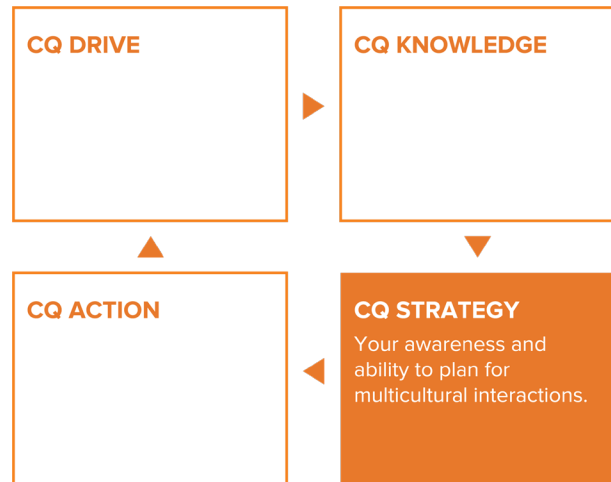 CQ DRIVE
CQ KNOWLEDGE
CQ ACTION
CQ STRATEGY
Your awareness and
ability to plan for
multicultural interactions.